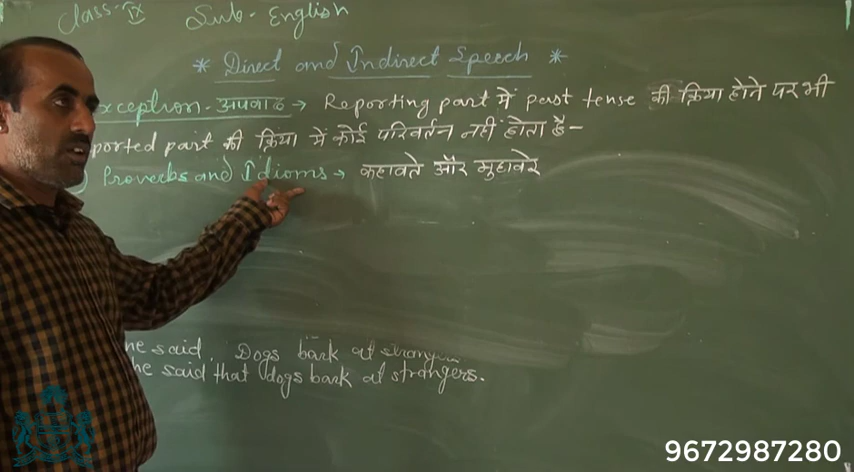 Class-IX Sub- English
* Direct and Indirect Speech *
xception - अपवाद → Reporting part में past tense की क्रिया होने पर भी
ported part की क्रिया में कोई परिवर्तन नहीं होता है-
) Proverbs and Idioms → कहावते और मुहावरे
he said, Dogs bark at
he said that dogs bark at strangers.
9672987280